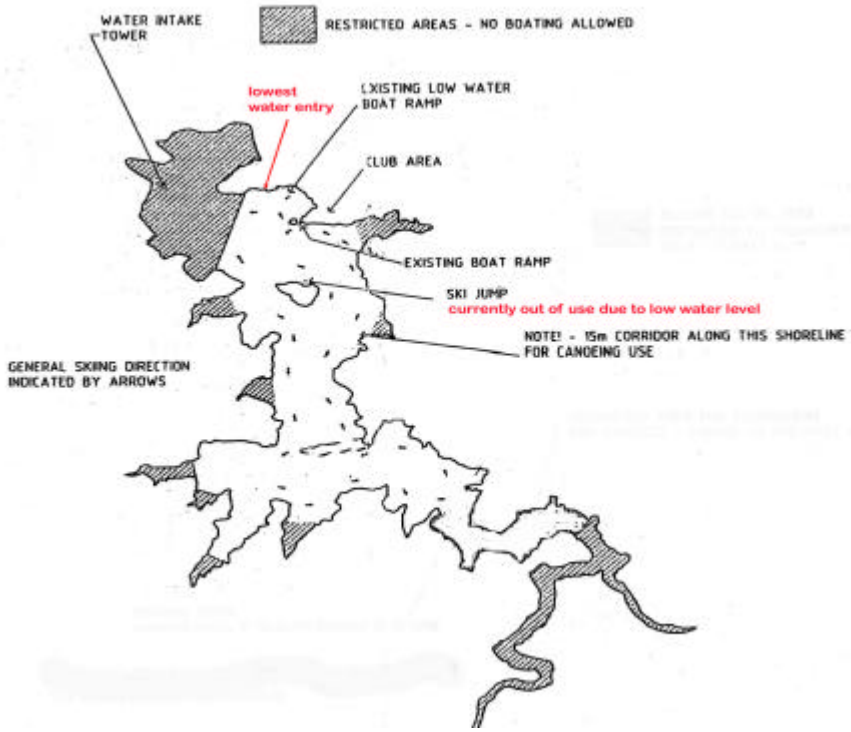 WATER INTAKE
TOWER
RESTRICTED AREAS - NO BOATING ALLOWED
lowest
water entry
EXISTING LOW WATER
BOAT RAMP
CLUB AREA
EXISTING BOAT RAMP
SKI JUMP
currently out of use due to low water level
NOTE! - 15m CORRIDOR ALONG THIS SHORELINE
FOR CANOEING USE
GENERAL SKIING DIRECTION
INDICATED BY ARROWS